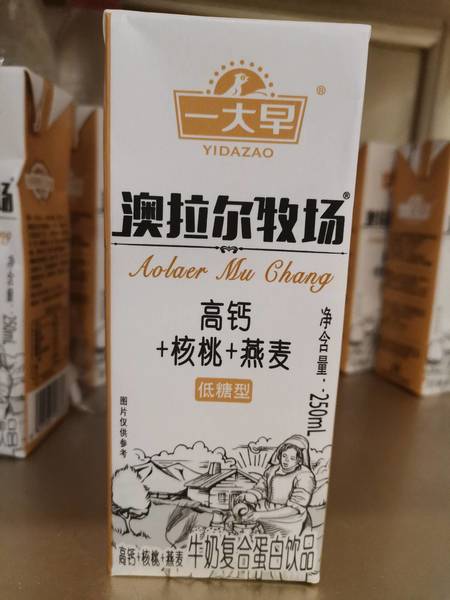 一大早®
YIDAZAO
澳拉尔牧场®
Aolaer Mu Chang
高钙
+核桃+燕麦
低糖型
净含量:250mL
图片仅供参考
高钙+核桃+燕麦
牛奶复合蛋白饮品